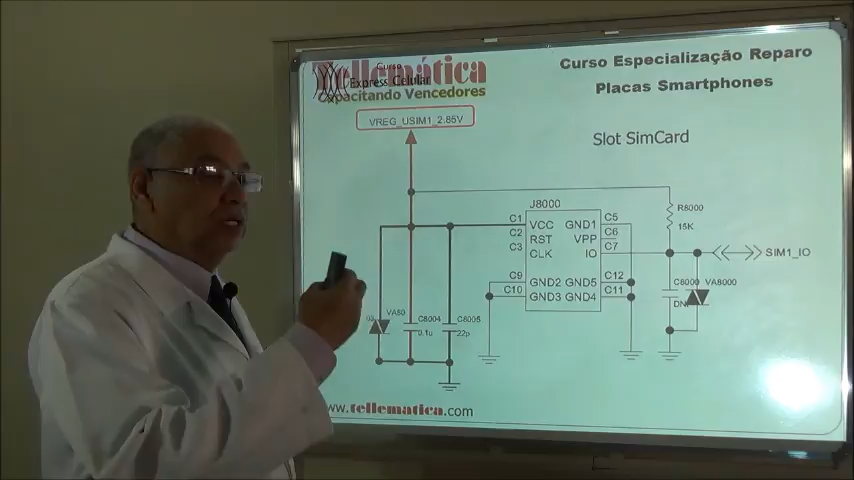 Curso
Tellemática
Express Celular
Capacitando Vencedores
Curso Especialização Reparo
Placas Smartphones
VREG_USIM1_2.85V
Slot SimCard
J8000
C1 VCC GND1 C5
C2 RST VPP C6
C3 CLK IO C7
C9 GND2 GND5 C12
C10 GND3 GND4 C11
R8000
15K
SIM1_IO
C8000 VA8000
C8004
0.1u
C8005
22p
www.tellematica.com